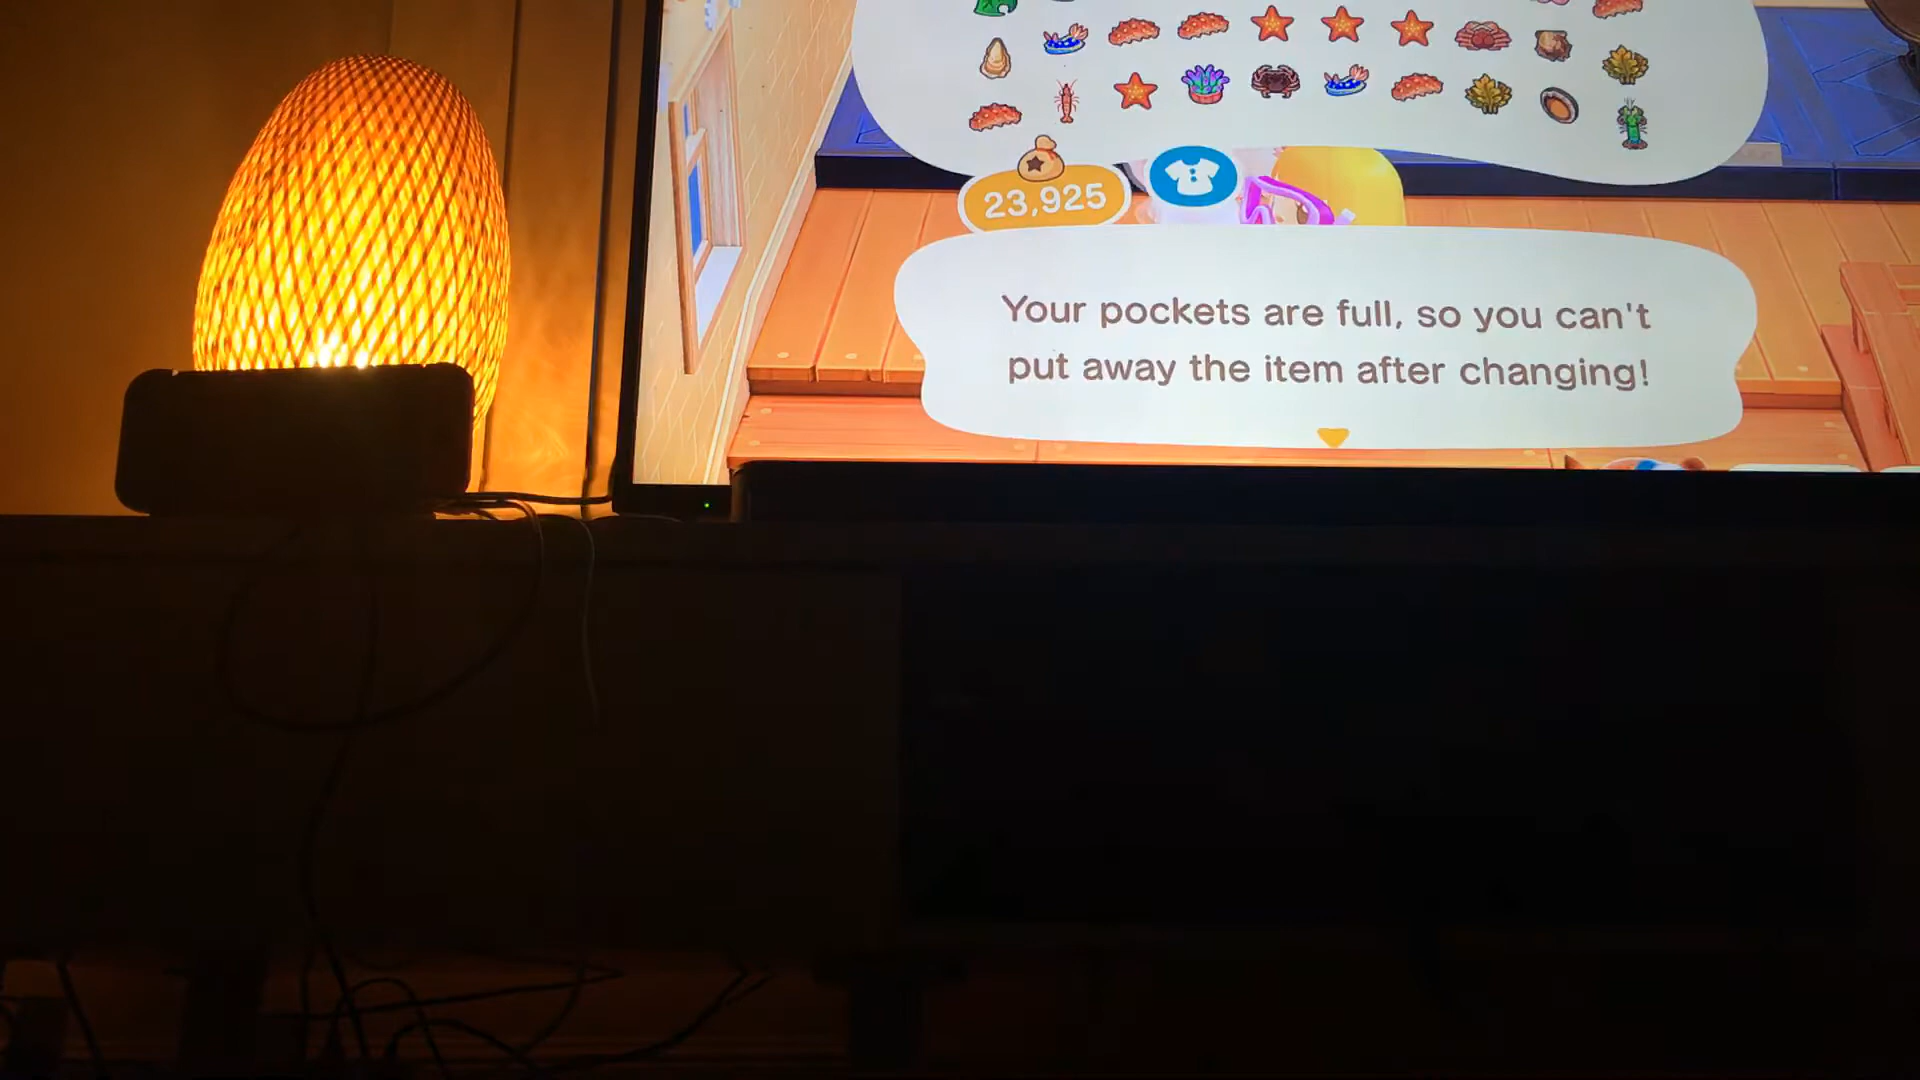 23,925
Your pockets are full, so you can't
put away the item after changing!